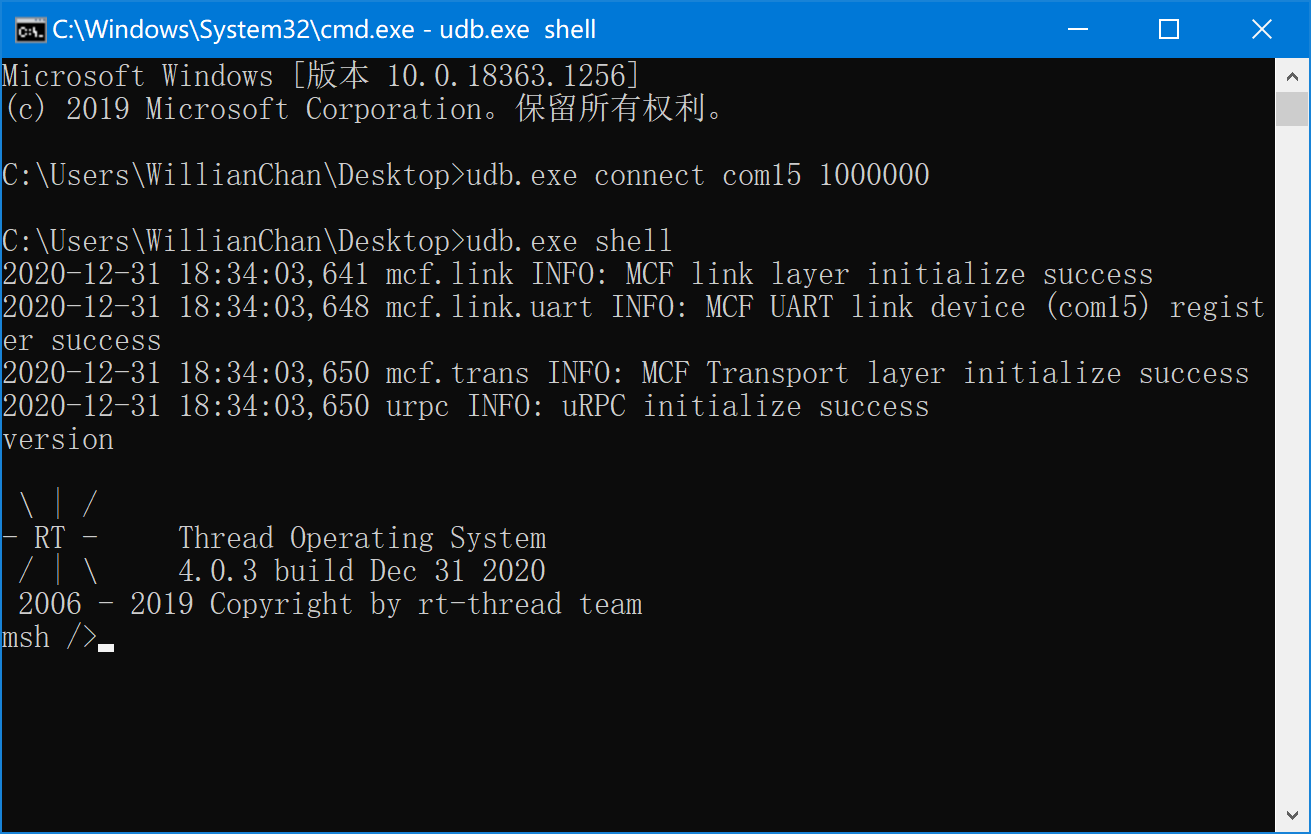 C:\Windows\System32\cmd.exe - udb.exe  shell
Microsoft Windows [版本 10.0.18363.1256]
(c) 2019 Microsoft Corporation。保留所有权利。
C:\Users\WillianChan\Desktop>udb.exe connect com15 1000000
C:\Users\WillianChan\Desktop>udb.exe shell
2020-12-31 18:34:03,641 mcf.link INFO: MCF link layer initialize success
2020-12-31 18:34:03,648 mcf.link.uart INFO: MCF UART link device (com15) regist
er success
2020-12-31 18:34:03,650 mcf.trans INFO: MCF Transport layer initialize success
2020-12-31 18:34:03,650 urpc INFO: uRPC initialize success
version
 \ | /
- RT -     Thread Operating System
 / | \     4.0.3 build Dec 31 2020
 2006 - 2019 Copyright by rt-thread team
msh />